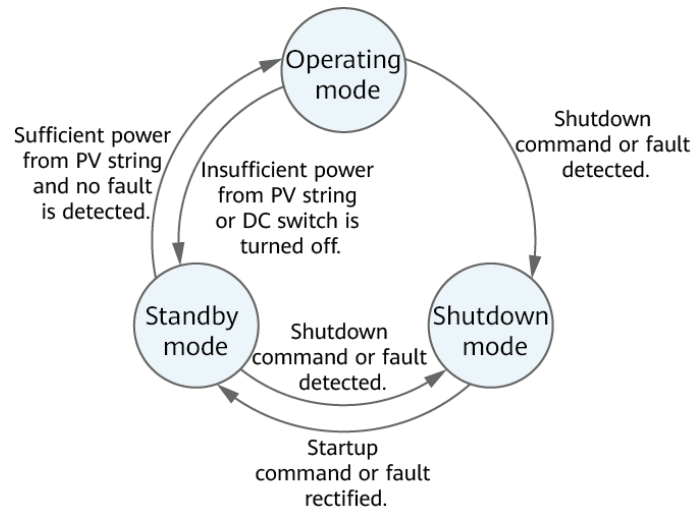 Operating
mode
Shutdown
command or fault
detected.
Sufficient power
from PV string
and no fault
is detected.
Insufficient power
from PV string
or DC switch is
turned off.
Standby
mode
Shutdown
command or fault
detected.
Shutdown
mode
Startup
command or fault
rectified.